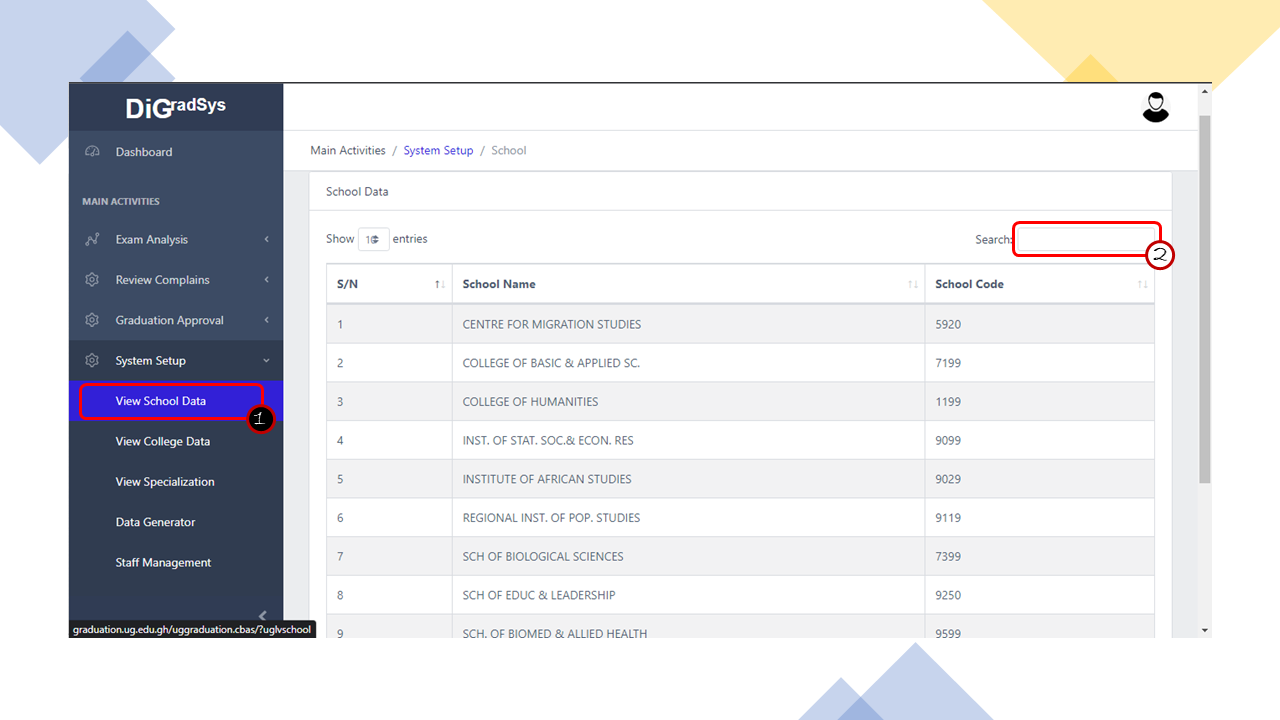 DiGradSys
Dashboard
MAIN ACTIVITIES
Exam Analysis
Review Complains
Graduation Approval
System Setup
View School Data
1
View College Data
View Specialization
Data Generator
Staff Management
graduation.ug.edu.gh/uggraduation.cbas/?uglvschool
Main Activities / System Setup / School
School Data
Show 10 entries
Search:
2
S/N School Name School Code
1 CENTRE FOR MIGRATION STUDIES 5920
2 COLLEGE OF BASIC & APPLIED SC. 7199
3 COLLEGE OF HUMANITIES 1199
4 INST. OF STAT. SOC.& ECON. RES 9099
5 INSTITUTE OF AFRICAN STUDIES 9029
6 REGIONAL INST. OF POP. STUDIES 9119
7 SCH OF BIOLOGICAL SCIENCES 7399
8 SCH OF EDUC & LEADERSHIP 9250
9 SCH. OF BIOMED & ALLIED HEALTH 9599